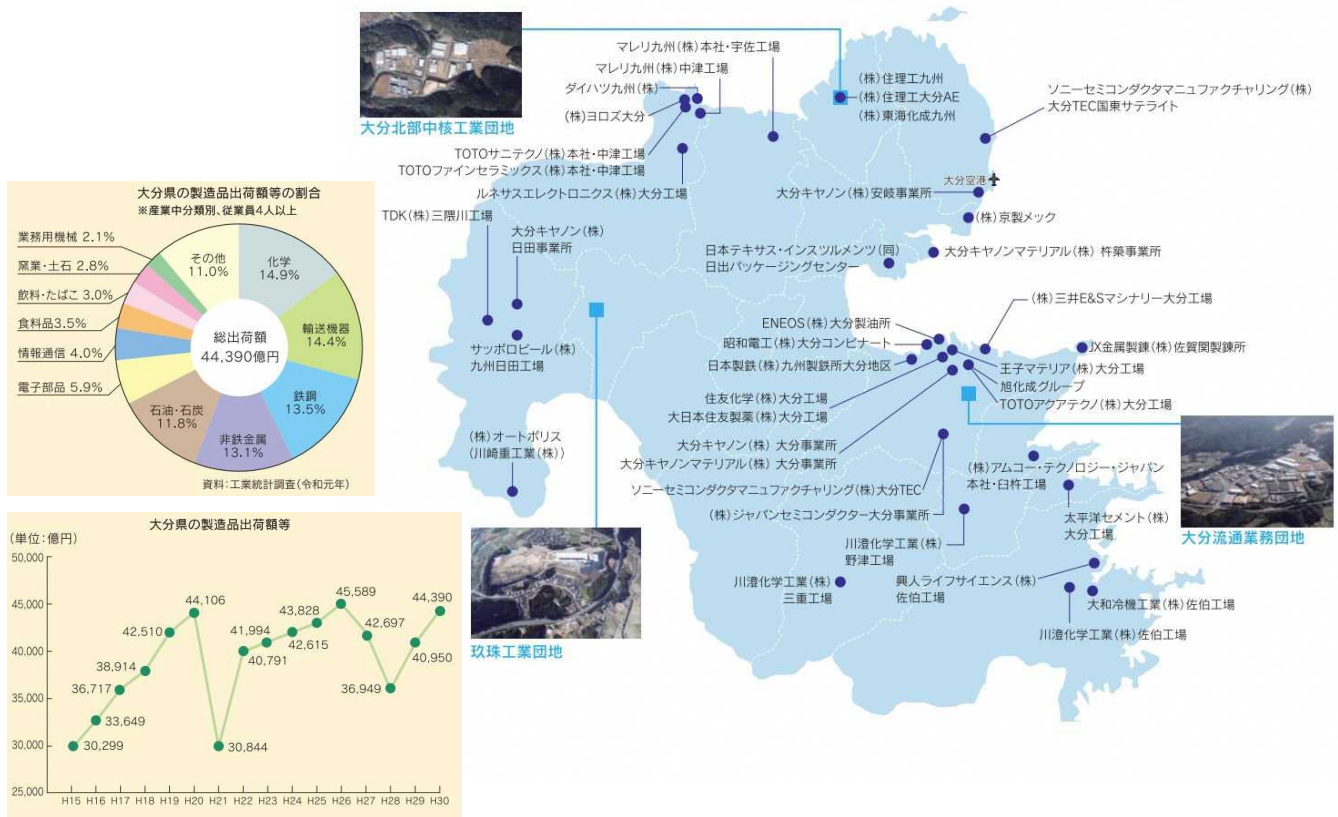 大分北部中核工業団地
マレリ九州(株)本社・宇佐工場
マレリ九州(株)中津工場
ダイハツ九州(株)
(株)ヨロズ大分
TOTOサニテクノ(株)本社・中津工場
TOTOファインセラミックス(株)本社・中津工場
ルネサスエレクトロニクス(株)大分工場
(株)住理工九州
(株)住理工大分AE
(株)東海化成九州
ソニーセミコンダクタマニュファクチャリング(株)
大分TEC国東サテライト
大分空港
大分キヤノン(株)安岐事業所
(株)京製メック
大分キヤノンマテリアル(株) 杵築事業所
日本テキサス・インスツルメンツ(同)
日出パッケージングセンター
TDK(株)三隈川工場
大分キヤノン(株)
日田事業所
サッポロビール(株)
九州日田工場
(株)オートポリス
(川崎重工業(株))
(株)三井E&Sマシナリー大分工場
ENEOS(株)大分製油所
昭和電工(株)大分コンビナート
日本製鉄(株)九州製鉄所大分地区
JX金属製錬(株)佐賀関製錬所
王子マテリア(株)大分工場
旭化成グループ
TOTOアクアテクノ(株)大分工場
住友化学(株)大分工場
大日本住友製薬(株)大分工場
大分キヤノン(株) 大分事業所
大分キヤノンマテリアル(株) 大分事業所
ソニーセミコンダクタマニュファクチャリング(株)大分TEC
(株)ジャパンセミコンダクター大分事業所
(株)アムコー・テクノロジー・ジャパン
本社・臼杵工場
太平洋セメント(株)
大分工場
大分流通業務団地
川澄化学工業(株)
野津工場
川澄化学工業(株)
三重工場
興人ライフサイエンス(株)
佐伯工場
大和冷機工業(株)佐伯工場
川澄化学工業(株)佐伯工場
玖珠工業団地
大分県の製造品出荷額等の割合
※産業中分類別、従業員4人以上
化学
14.9%
輸送機器
14.4%
鉄鋼
13.5%
非鉄金属
13.1%
石油・石炭
11.8%
電子部品 5.9%
情報通信 4.0%
食料品3.5%
飲料・たばこ 3.0%
窯業・土石 2.8%
業務用機械 2.1%
その他
11.0%
総出荷額
44,390億円
資料:工業統計調査(令和元年)
大分県の製造品出荷額等
(単位:億円)
50,000
45,000
40,000
35,000
30,000
25,000
30,299
33,649
36,717
38,914
42,510
44,106
30,844
41,994
40,791
43,828
42,615
45,589
42,697
36,949
40,950
44,390
H15 H16 H17 H18 H19 H20 H21 H22 H23 H24 H25 H26 H27 H28 H29 H30